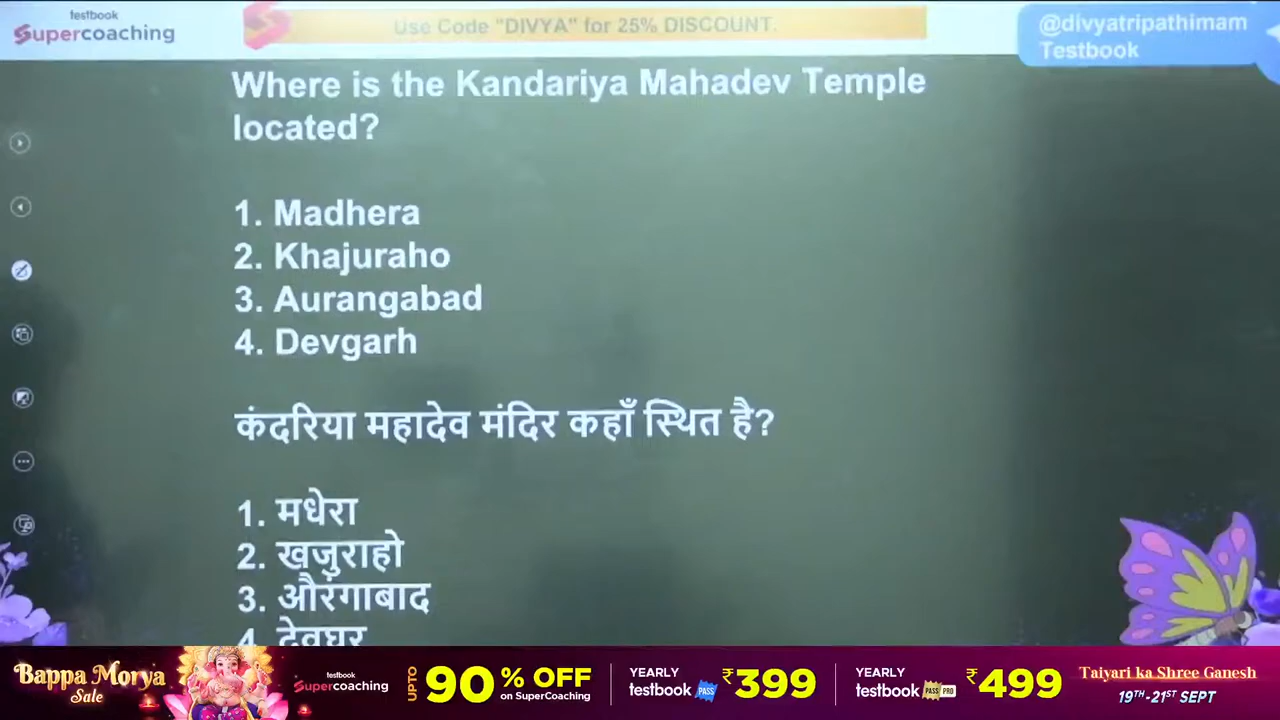 testbook
Supercoaching
Use Code "DIVYA" for 25% DISCOUNT.
@divyatripathimam
Testbook
Where is the Kandariya Mahadev Temple
located?
1. Madhera
2. Khajuraho
3. Aurangabad
4. Devgarh
कंदरिया महादेव मंदिर कहाँ स्थित है?
1. मधेरा
2. खजुराहो
3. औरंगाबाद
4. देवघर
Bappa Morya
Sale
testbook
Supercoaching
UPTO 90% OFF
on SuperCoaching
YEARLY
testbook PASS
₹399
YEARLY
testbook PASS PRO
₹499
Taiyari ka Shree Ganesh
19TH-21ST SEPT